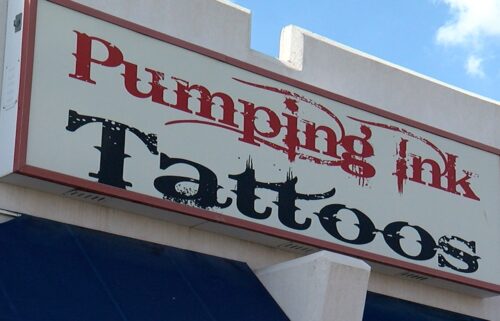 Pumping Ink
Tattoos